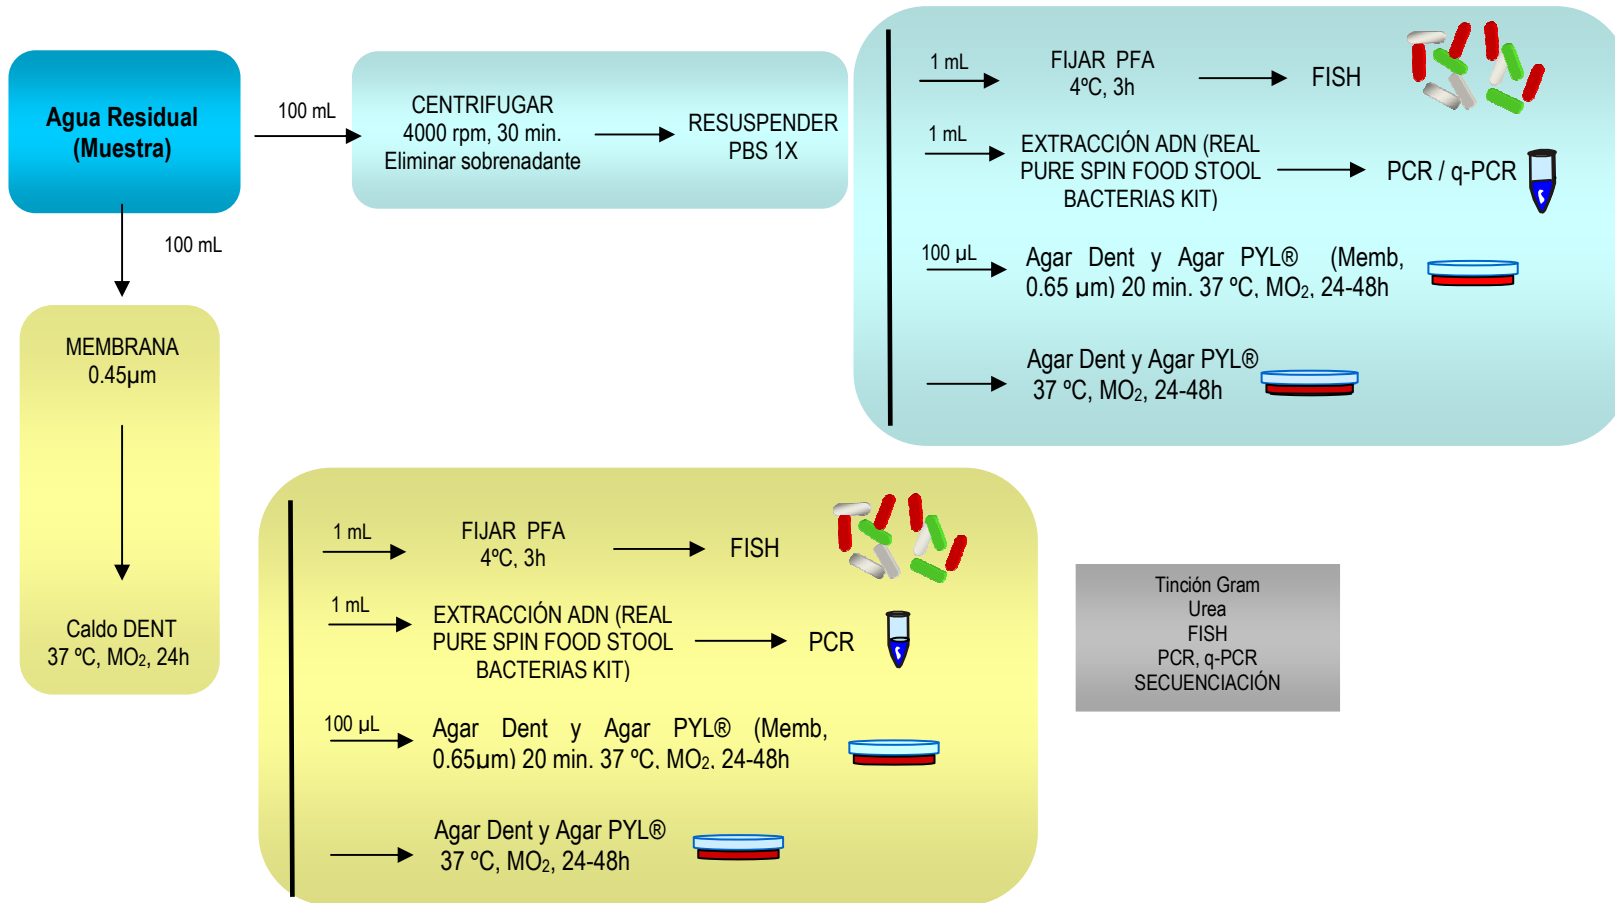 Agua Residual
(Muestra)
100 mL
CENTRIFUGAR
4000 rpm, 30 min.
Eliminar sobrenadante
RESUSPENDER
PBS 1X
1 mL
FIJAR PFA
4ºC, 3h
FISH
1 mL
EXTRACCIÓN ADN (REAL
PURE SPIN FOOD STOOL
BACTERIAS KIT)
PCR / q-PCR
100 µL
Agar Dent y Agar PYL® (Memb,
0.65 µm) 20 min. 37 ºC, MO₂, 24-48h
Agar Dent y Agar PYL®
37 ºC, MO₂, 24-48h
100 mL
MEMBRANA
0.45µm
Caldo DENT
37 ºC, MO₂, 24h
1 mL
FIJAR PFA
4ºC, 3h
FISH
1 mL
EXTRACCIÓN ADN (REAL
PURE SPIN FOOD STOOL
BACTERIAS KIT)
PCR
100 µL
Agar Dent y Agar PYL® (Memb,
0.65µm) 20 min. 37 ºC, MO₂, 24-48h
Agar Dent y Agar PYL®
37 ºC, MO₂, 24-48h
Tinción Gram
Urea
FISH
PCR, q-PCR
SECUENCIACIÓN